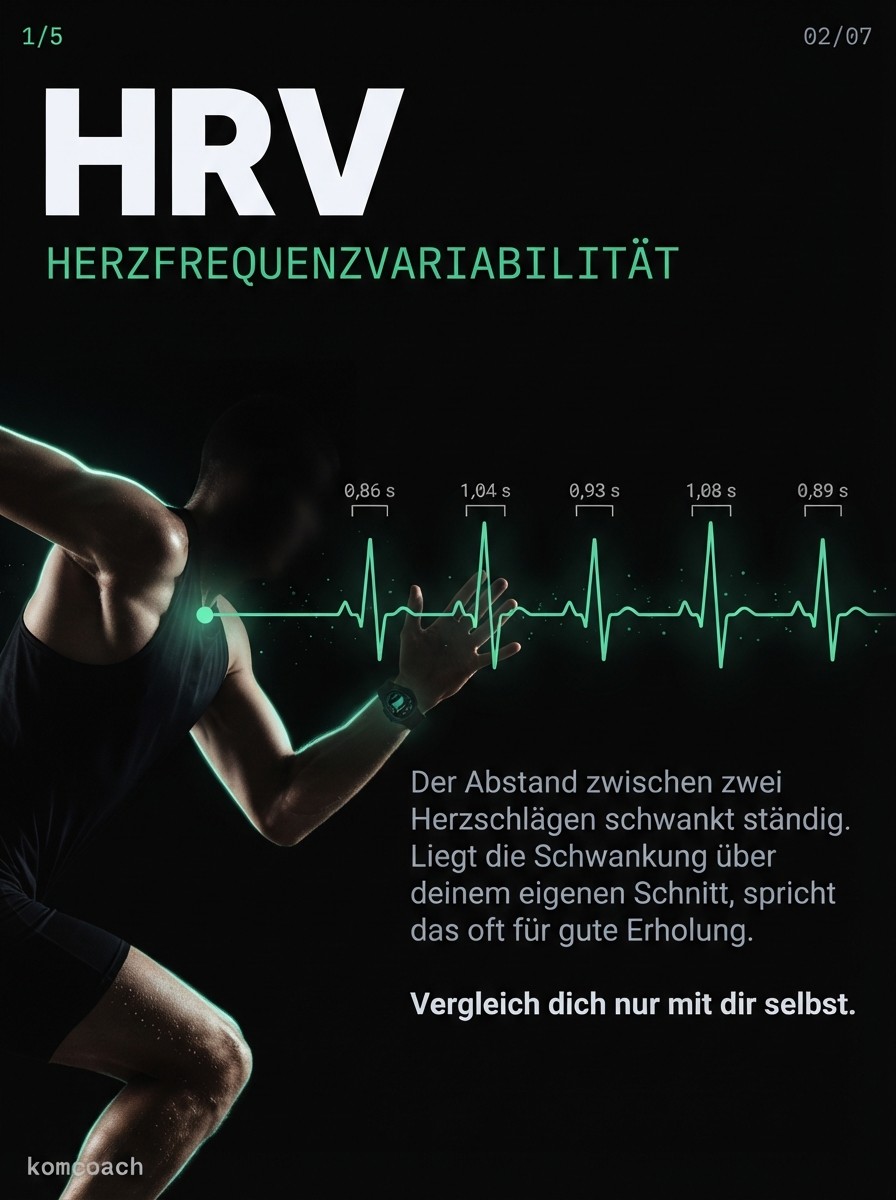 1/5
02/07
HRV
HERZFREQUENZVARIABILITÄT
0,86 s
1,04 s
0,93 s
1,08 s
0,89 s
Der Abstand zwischen zwei
Herzschlägen schwankt ständig.
Liegt die Schwankung über
deinem eigenen Schnitt, spricht
das oft für gute Erholung.
Vergleich dich nur mit dir selbst.
komcoach